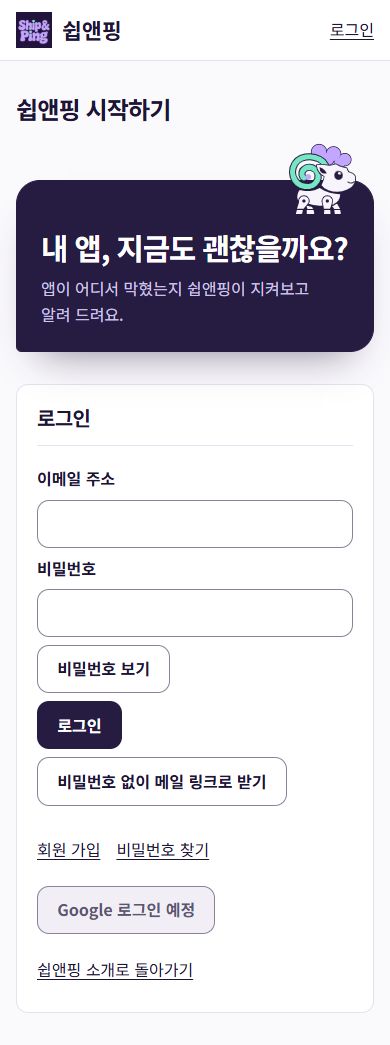 Ship&
Ping
쉽앤핑
로그인
쉽앤핑 시작하기
내 앱, 지금도 괜찮을까요?
앱이 어디서 막혔는지 쉽앤핑이 지켜보고
알려 드려요.
로그인
이메일 주소
비밀번호
비밀번호 보기
로그인
비밀번호 없이 메일 링크로 받기
회원 가입 비밀번호 찾기
Google 로그인 예정
쉽앤핑 소개로 돌아가기